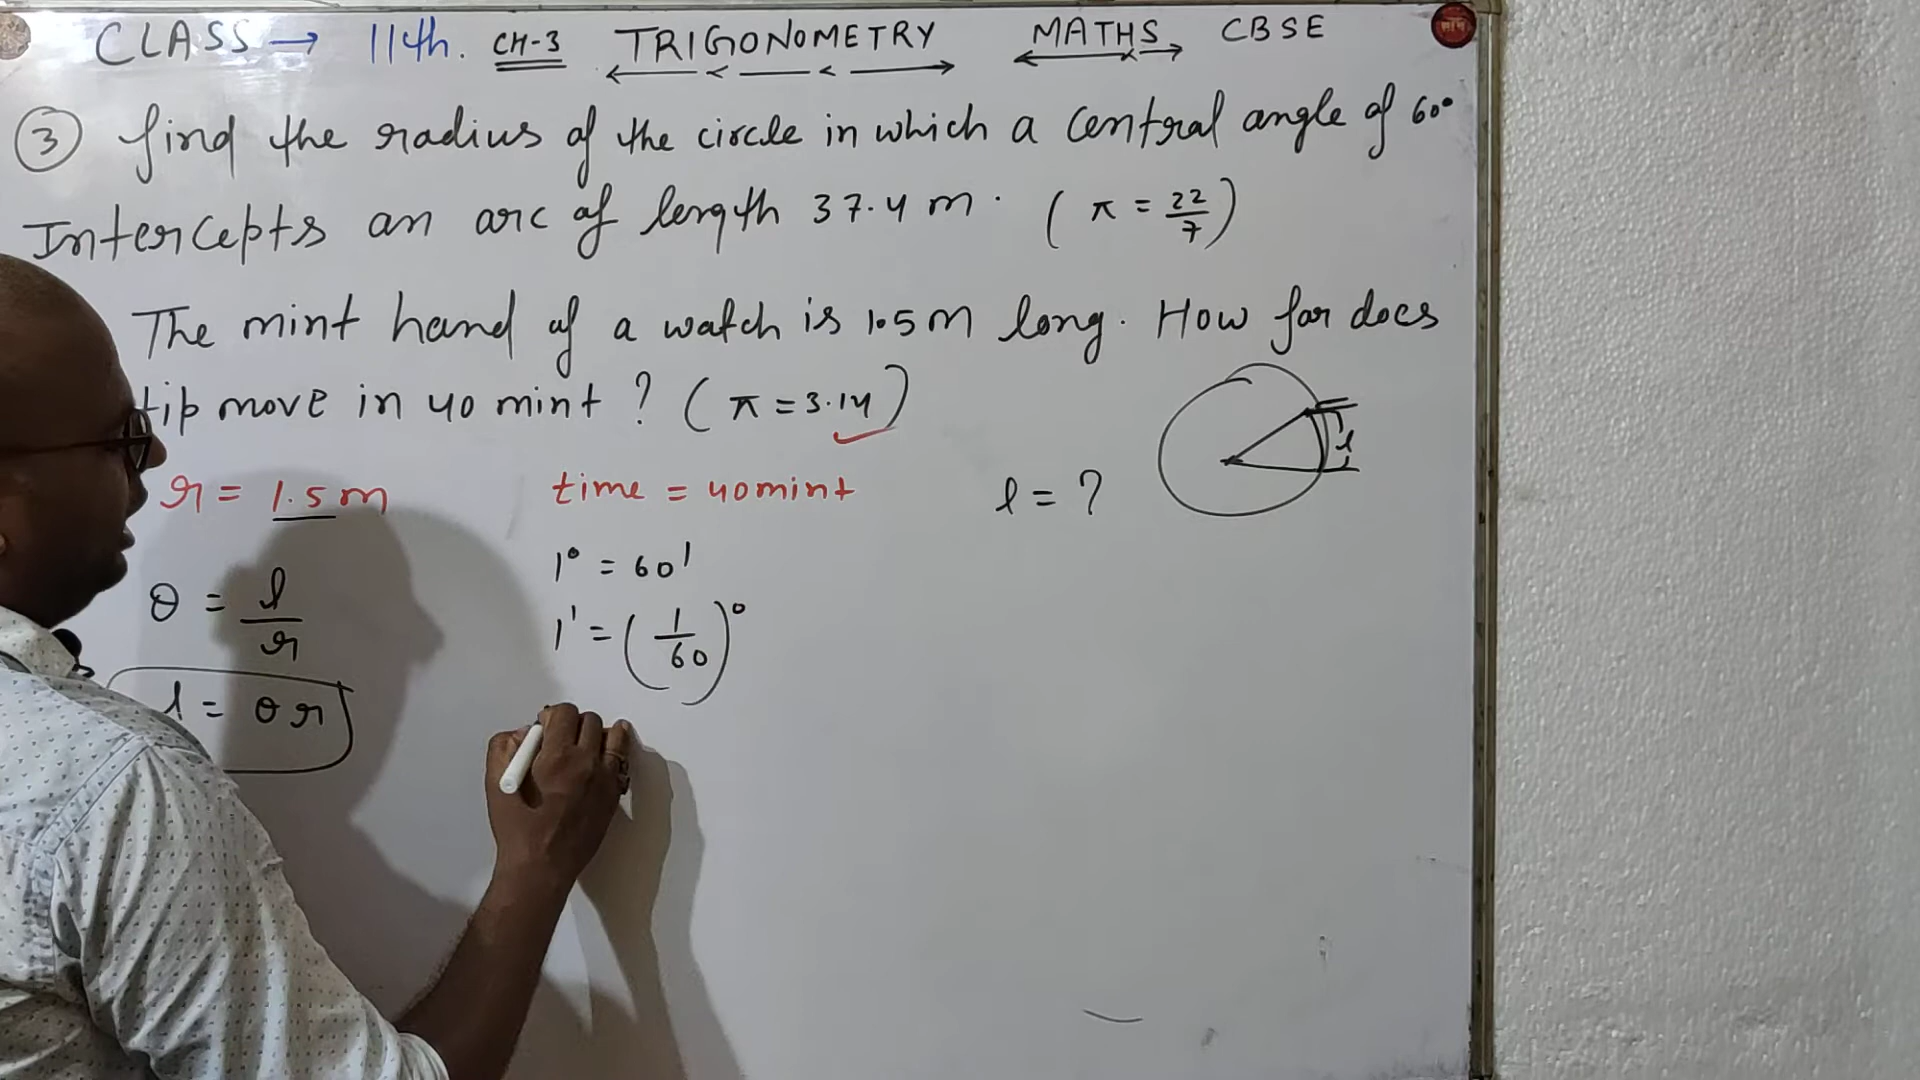 CLASS → 11th. CH-3 TRIGONOMETRY MATHS CBSE
③ find the radius of the circle in which a central angle of 60°
Intercepts an arc of length 37.4 m. (π = 22/7)
The mint hand of a watch is 1.5m long. How far does
tip move in 40 mint? (π = 3.14)
r = 1.5m time = 40mint l = ?
l
1° = 60'
θ = l/r
1' = (1/60)°
l = θ r